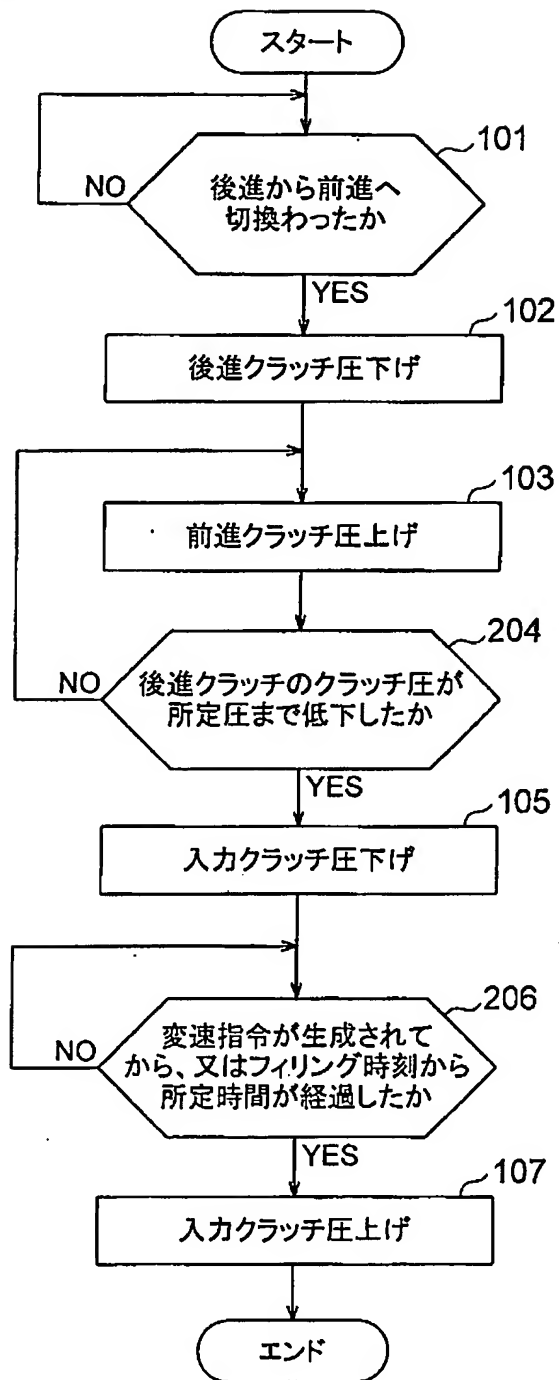 スタート
101
後進から前進へ
切換わったか
NO
YES
102
後進クラッチ圧下げ
103
前進クラッチ圧上げ
204
後進クラッチのクラッチ圧が
所定圧まで低下したか
NO
YES
105
入力クラッチ圧下げ
206
変速指令が生成されて
から、又はフィリング時刻から
所定時間が経過したか
NO
YES
107
入力クラッチ圧上げ
エンド